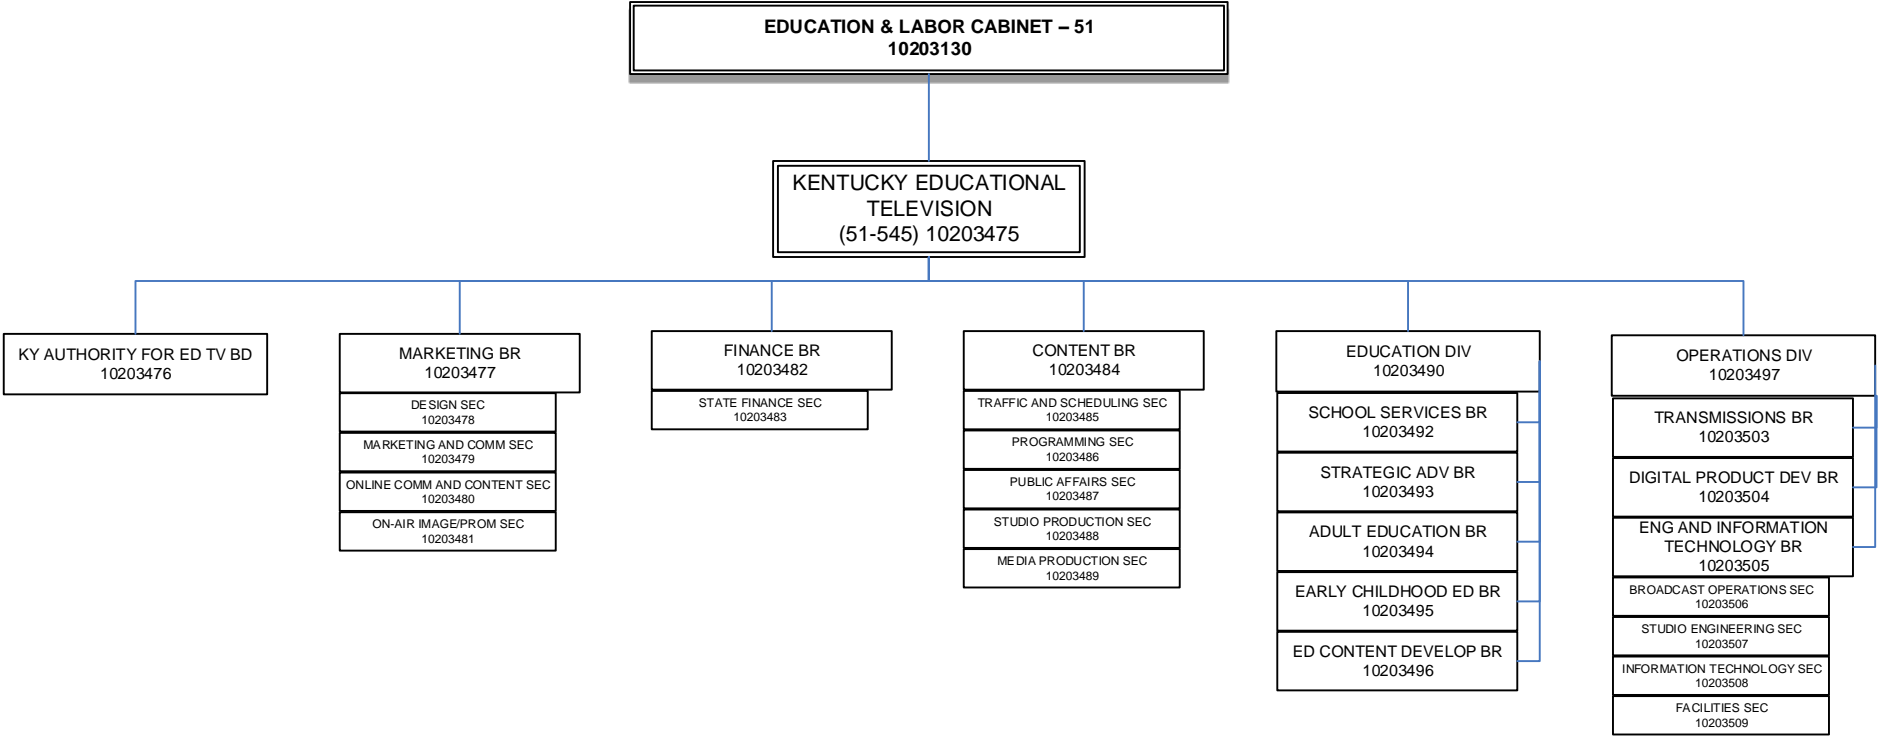 EDUCATION & LABOR CABINET – 51
10203130
KENTUCKY EDUCATIONAL
TELEVISION
(51-545) 10203475
KY AUTHORITY FOR ED TV BD
10203476
MARKETING BR
10203477
DESIGN SEC
10203478
MARKETING AND COMM SEC
10203479
ONLINE COMM AND CONTENT SEC
10203480
ON-AIR IMAGE/PROM SEC
10203481
FINANCE BR
10203482
STATE FINANCE SEC
10203483
CONTENT BR
10203484
TRAFFIC AND SCHEDULING SEC
10203485
PROGRAMMING SEC
10203486
PUBLIC AFFAIRS SEC
10203487
STUDIO PRODUCTION SEC
10203488
MEDIA PRODUCTION SEC
10203489
EDUCATION DIV
10203490
SCHOOL SERVICES BR
10203492
STRATEGIC ADV BR
10203493
ADULT EDUCATION BR
10203494
EARLY CHILDHOOD ED BR
10203495
ED CONTENT DEVELOP BR
10203496
OPERATIONS DIV
10203497
TRANSMISSIONS BR
10203503
DIGITAL PRODUCT DEV BR
10203504
ENG AND INFORMATION
TECHNOLOGY BR
10203505
BROADCAST OPERATIONS SEC
10203506
STUDIO ENGINEERING SEC
10203507
INFORMATION TECHNOLOGY SEC
10203508
FACILITIES SEC
10203509